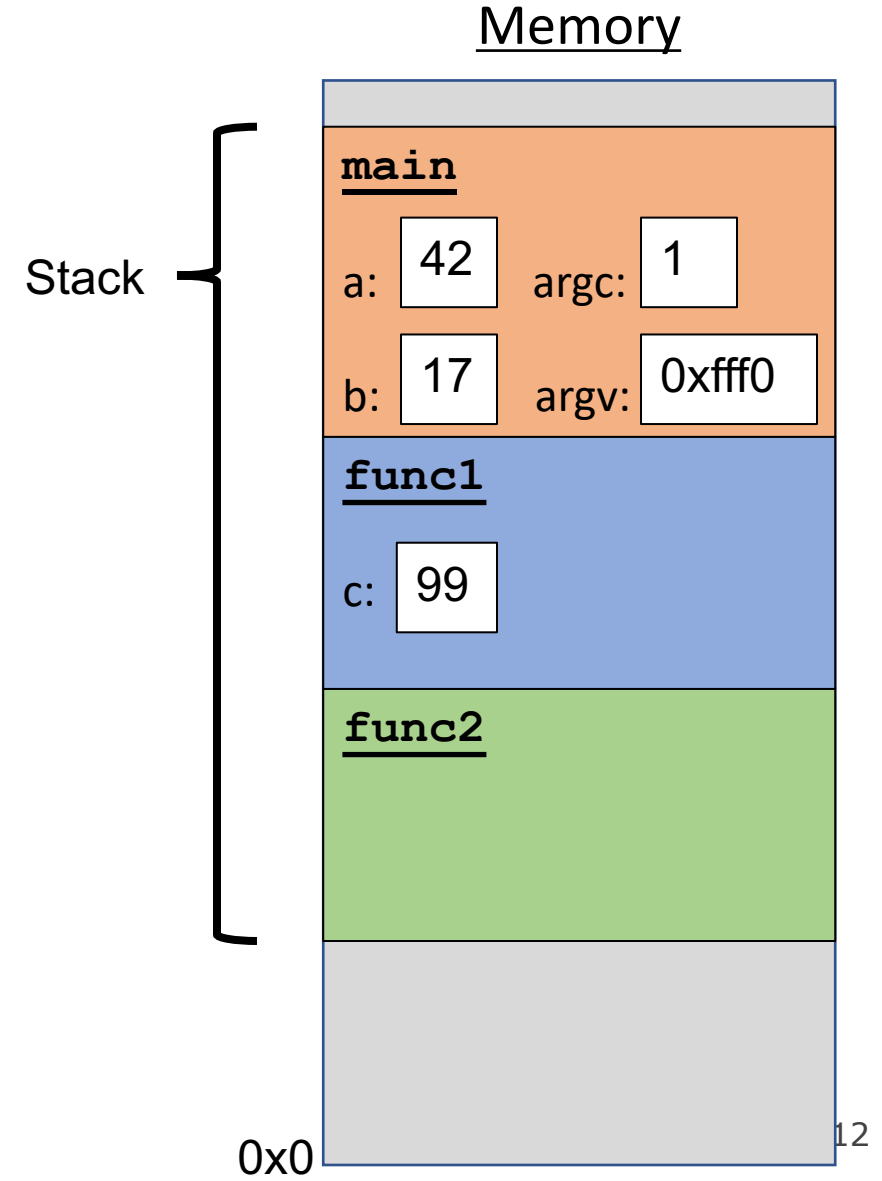 Memory
main
Stack
a: 42 argc: 1
b: 17 argv: 0xfff0
func1
c: 99
func2
0x0
12